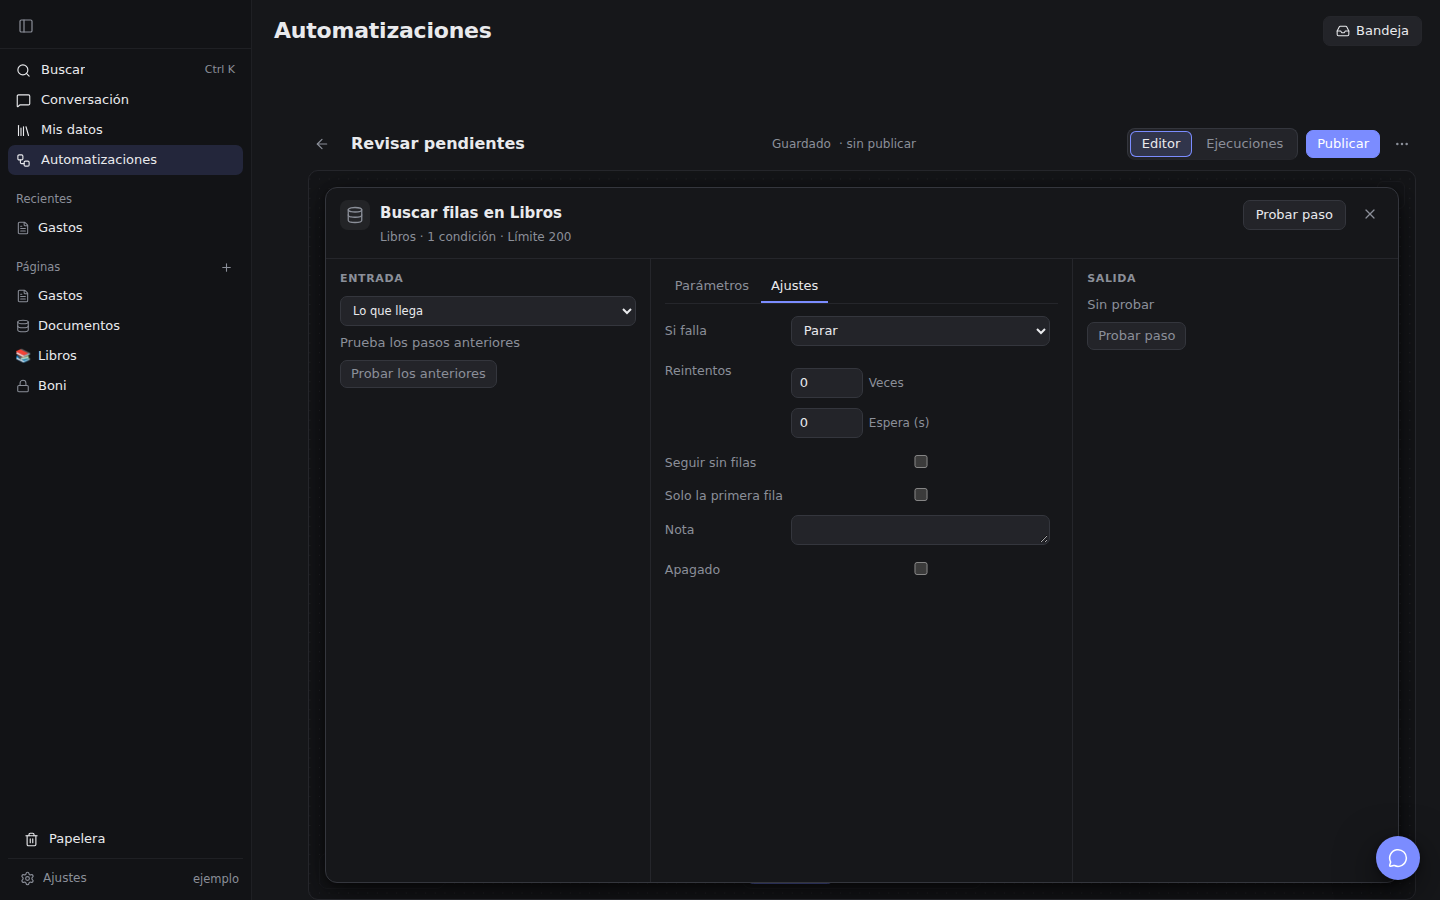 Automatizaciones
Bandeja
Buscar Ctrl K
Conversación
Mis datos
Automatizaciones
Recientes
Gastos
Páginas
Gastos
Documentos
Libros
Boni
Papelera
Ajustes ejemplo
Revisar pendientes
Guardado · sin publicar
Editor Ejecuciones Publicar
Buscar filas en Libros
Libros · 1 condición · Límite 200
Probar paso
ENTRADA
Lo que llega
Prueba los pasos anteriores
Probar los anteriores
Parámetros Ajustes
Si falla Parar
Reintentos
0 Veces
0 Espera (s)
Seguir sin filas
Solo la primera fila
Nota
Apagado
SALIDA
Sin probar
Probar paso